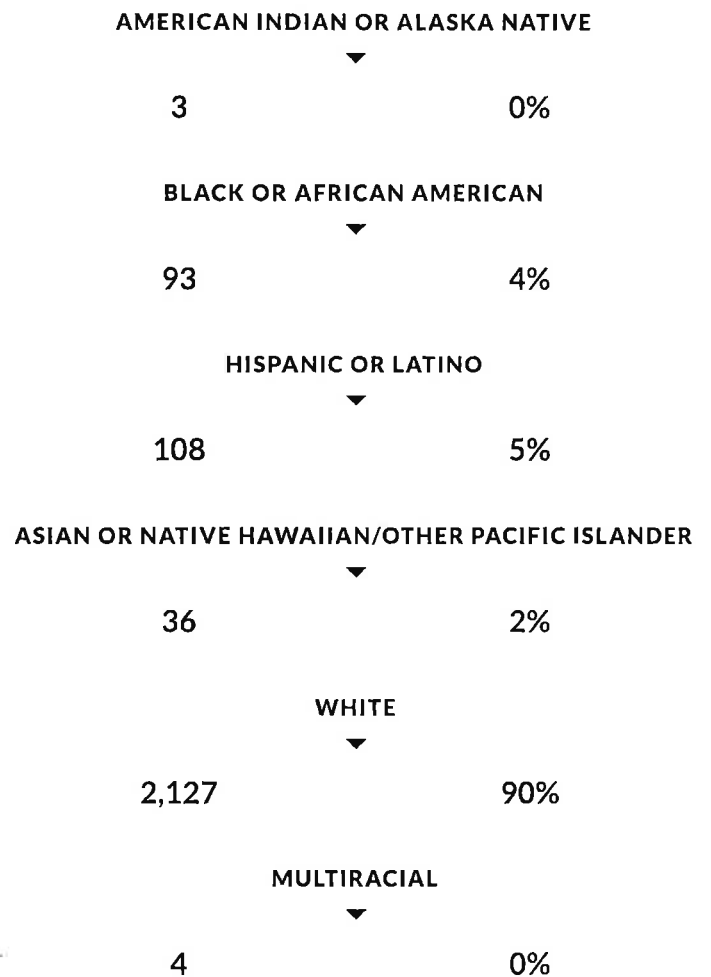 AMERICAN INDIAN OR ALASKA NATIVE
3 0%
BLACK OR AFRICAN AMERICAN
93 4%
HISPANIC OR LATINO
108 5%
ASIAN OR NATIVE HAWAIIAN/OTHER PACIFIC ISLANDER
36 2%
WHITE
2,127 90%
MULTIRACIAL
4 0%